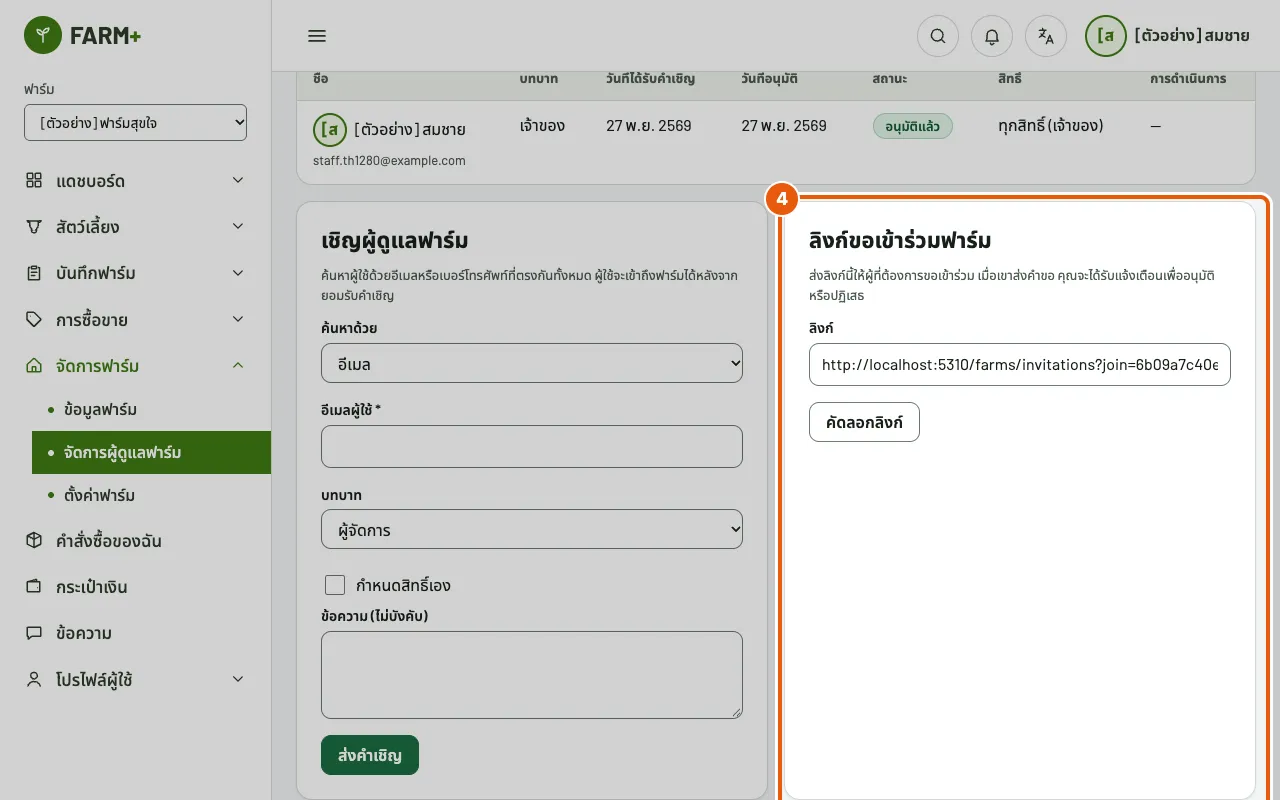 FARM+
[ส
[ตัวอย่าง] สมชาย
ฟาร์ม
[ตัวอย่าง] ฟาร์มสุขใจ
แดชบอร์ด
สัตว์เลี้ยง
บันทึกฟาร์ม
การซื้อขาย
จัดการฟาร์ม
ข้อมูลฟาร์ม
จัดการผู้ดูแลฟาร์ม
ตั้งค่าฟาร์ม
คำสั่งซื้อของฉัน
กระเป๋าเงิน
ข้อความ
โปรไฟล์ผู้ใช้
ชื่อ บทบาท วันที่ได้รับคำเชิญ วันที่อนุมัติ สถานะ สิทธิ์ การดำเนินการ
[ส [ตัวอย่าง] สมชาย เจ้าของ 27 พ.ย. 2569 27 พ.ย. 2569 อนุมัติแล้ว ทุกสิทธิ์ (เจ้าของ) —
staff.th1280@example.com
เชิญผู้ดูแลฟาร์ม
ค้นหาผู้ใช้ด้วยอีเมลหรือเบอร์โทรศัพท์ที่ตรงกันทั้งหมด ผู้ใช้จะเข้าถึงฟาร์มได้หลังจาก
ยอมรับคำเชิญ
ค้นหาด้วย
อีเมล
อีเมลผู้ใช้ *
บทบาท
ผู้จัดการ
กำหนดสิทธิ์เอง
ข้อความ (ไม่บังคับ)
ส่งคำเชิญ
4
ลิงก์ขอเข้าร่วมฟาร์ม
ส่งลิงก์นี้ให้ผู้ที่ต้องการขอเข้าร่วม เมื่อเขาส่งคำขอ คุณจะได้รับแจ้งเตือนเพื่ออนุมัติ
หรือปฏิเสธ
ลิงก์
http://localhost:5310/farms/invitations?join=6b09a7c40e
คัดลอกลิงก์